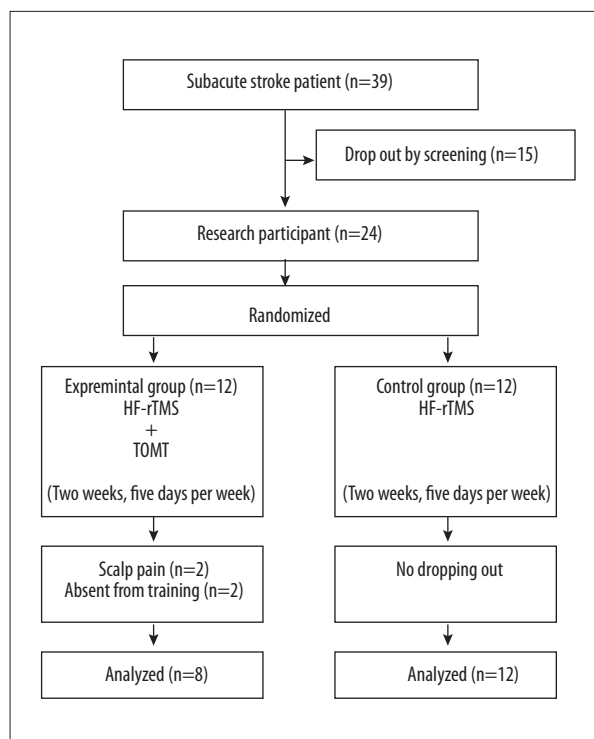 Subacute stroke patient (n=39)
Drop out by screening (n=15)
Research participant (n=24)
Randomized
Expremintal group (n=12)
HF-rTMS
+
TOMT
(Two weeks, five days per week)
Control group (n=12)
HF-rTMS
(Two weeks, five days per week)
Scalp pain (n=2)
Absent from training (n=2)
No dropping out
Analyzed (n=8)
Analyzed (n=12)